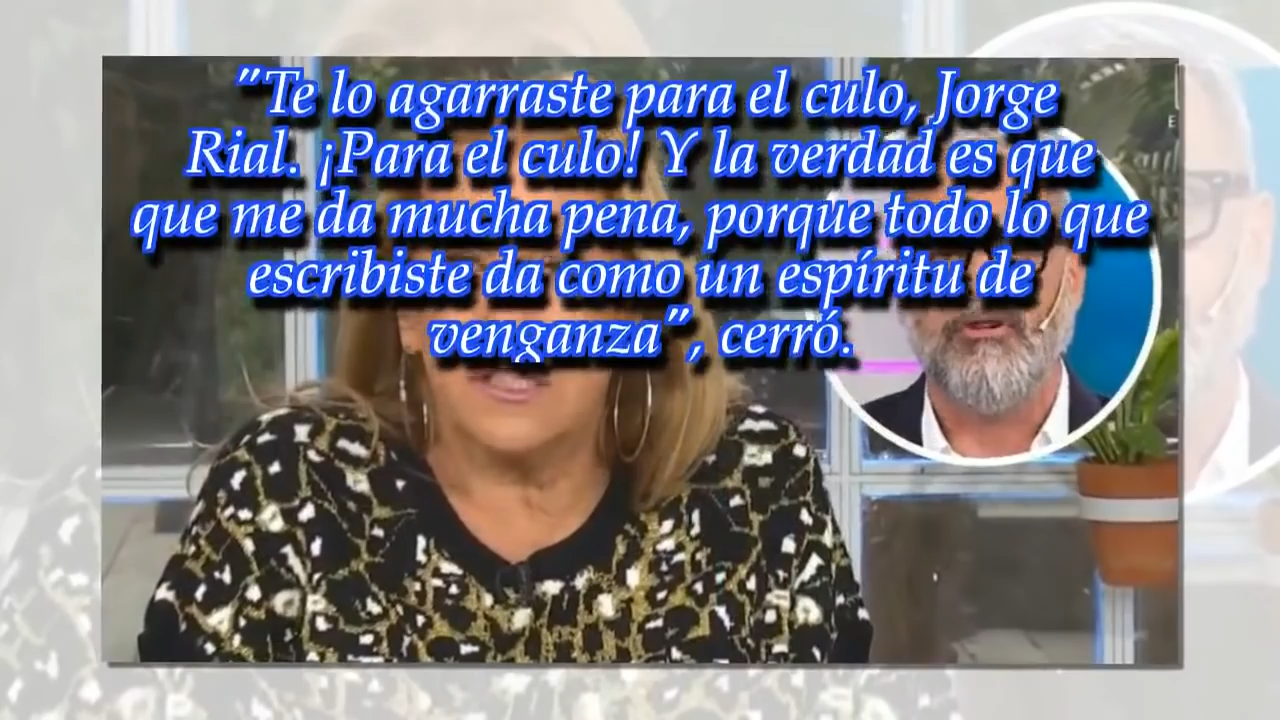 "Te lo agarraste para el culo, Jorge
Rial. ¡Para el culo! Y la verdad es que
que me da mucha pena, porque todo lo que
escribiste da como un espíritu de
venganza", cerró.